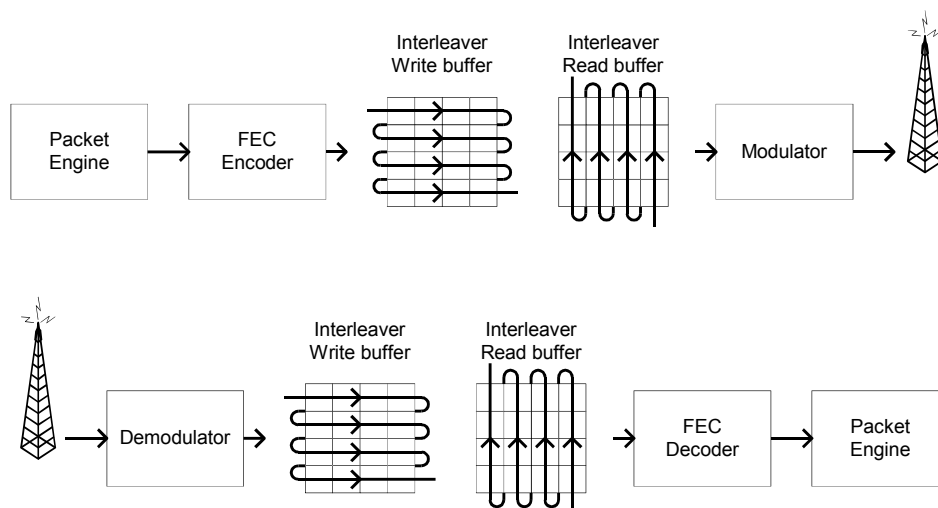 Interleaver
Write buffer
Interleaver
Read buffer
Packet
Engine
FEC
Encoder
Modulator
Interleaver
Write buffer
Interleaver
Read buffer
Demodulator
FEC
Decoder
Packet
Engine